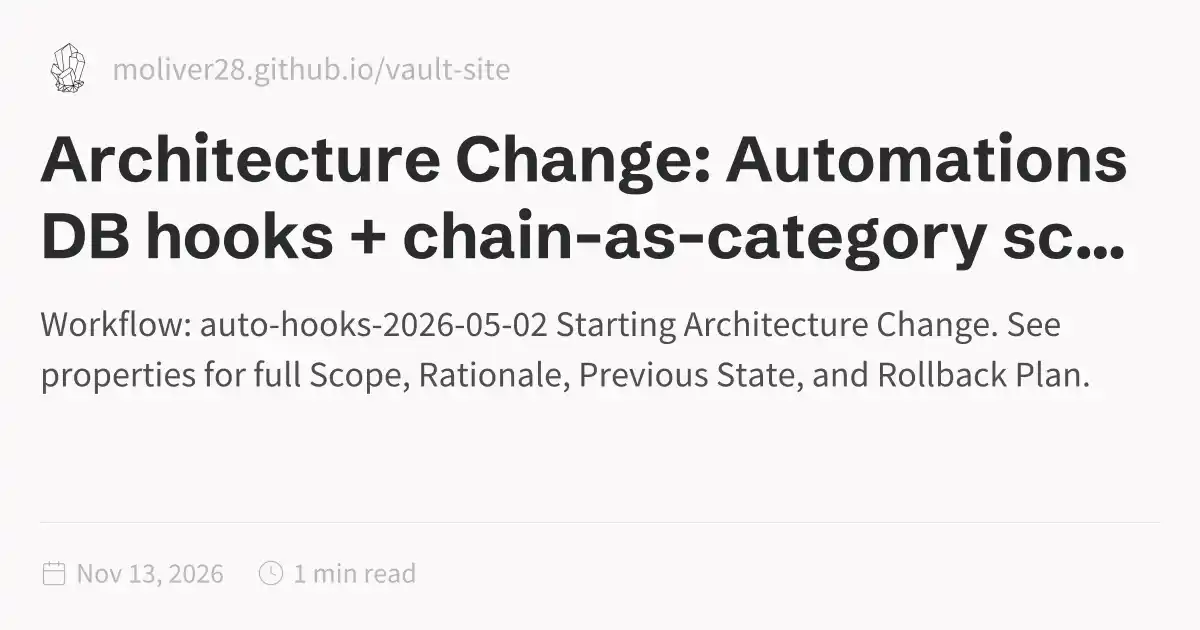 moliver28.github.io/vault-site
Architecture Change: Automations
DB hooks + chain-as-category sc...
Workflow: auto-hooks-2026-05-02 Starting Architecture Change. See
properties for full Scope, Rationale, Previous State, and Rollback Plan.
Nov 13, 2026 1 min read